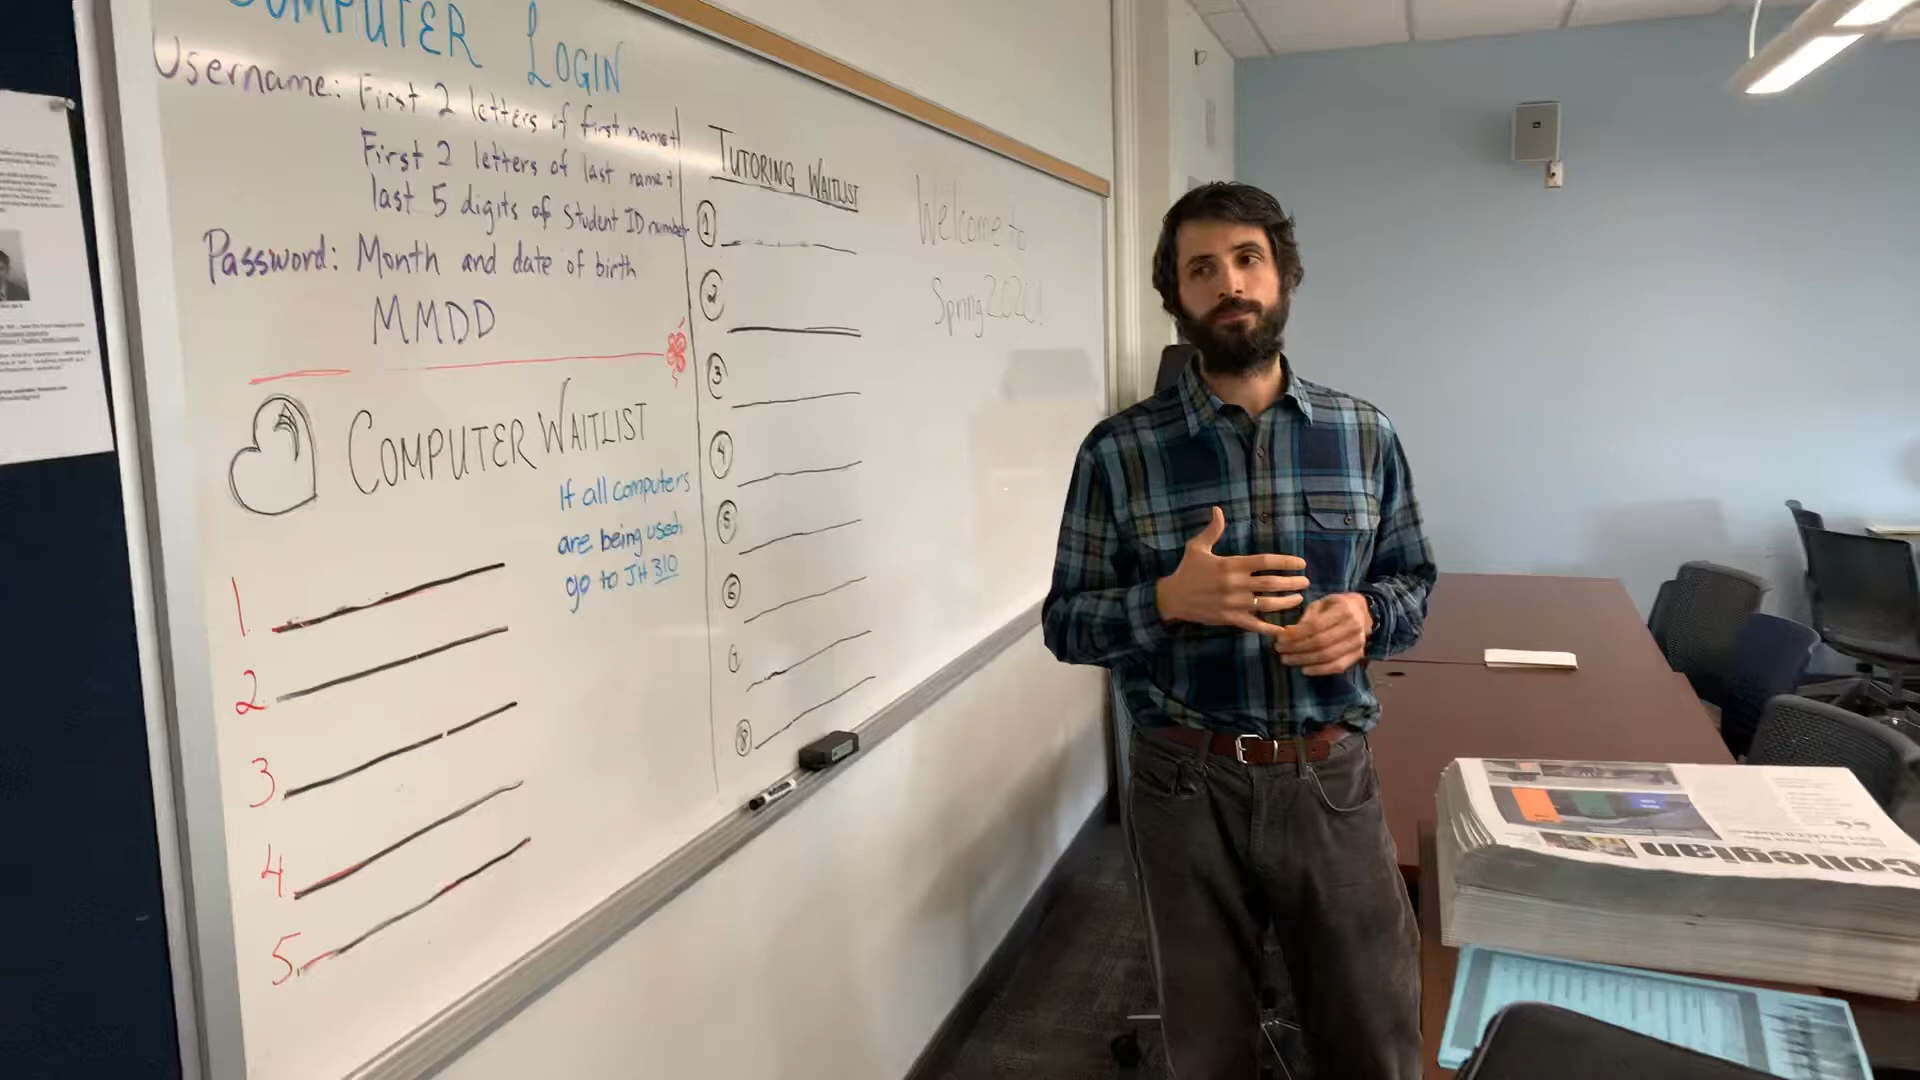 COMPUTER LOGIN
Username: First 2 letters of first name+
First 2 letters of last name+
last 5 digits of student ID number
Password: Month and date of birth
MMDD
COMPUTER WAITLIST
If all computers
are being used,
go to JH 310
1.
2.
3
4.
5.
TUTORING WAITLIST
1
2
3
4
5
6
7
8
Welcome to
Spring
Collegian